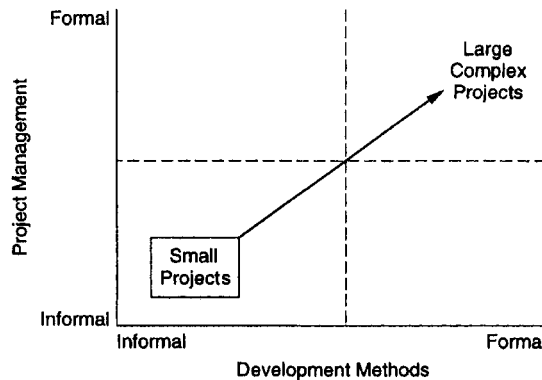 Formal
Large
Complex
Projects
Project Management
Small
Projects
Informal
Informal
Forma
Development Methods